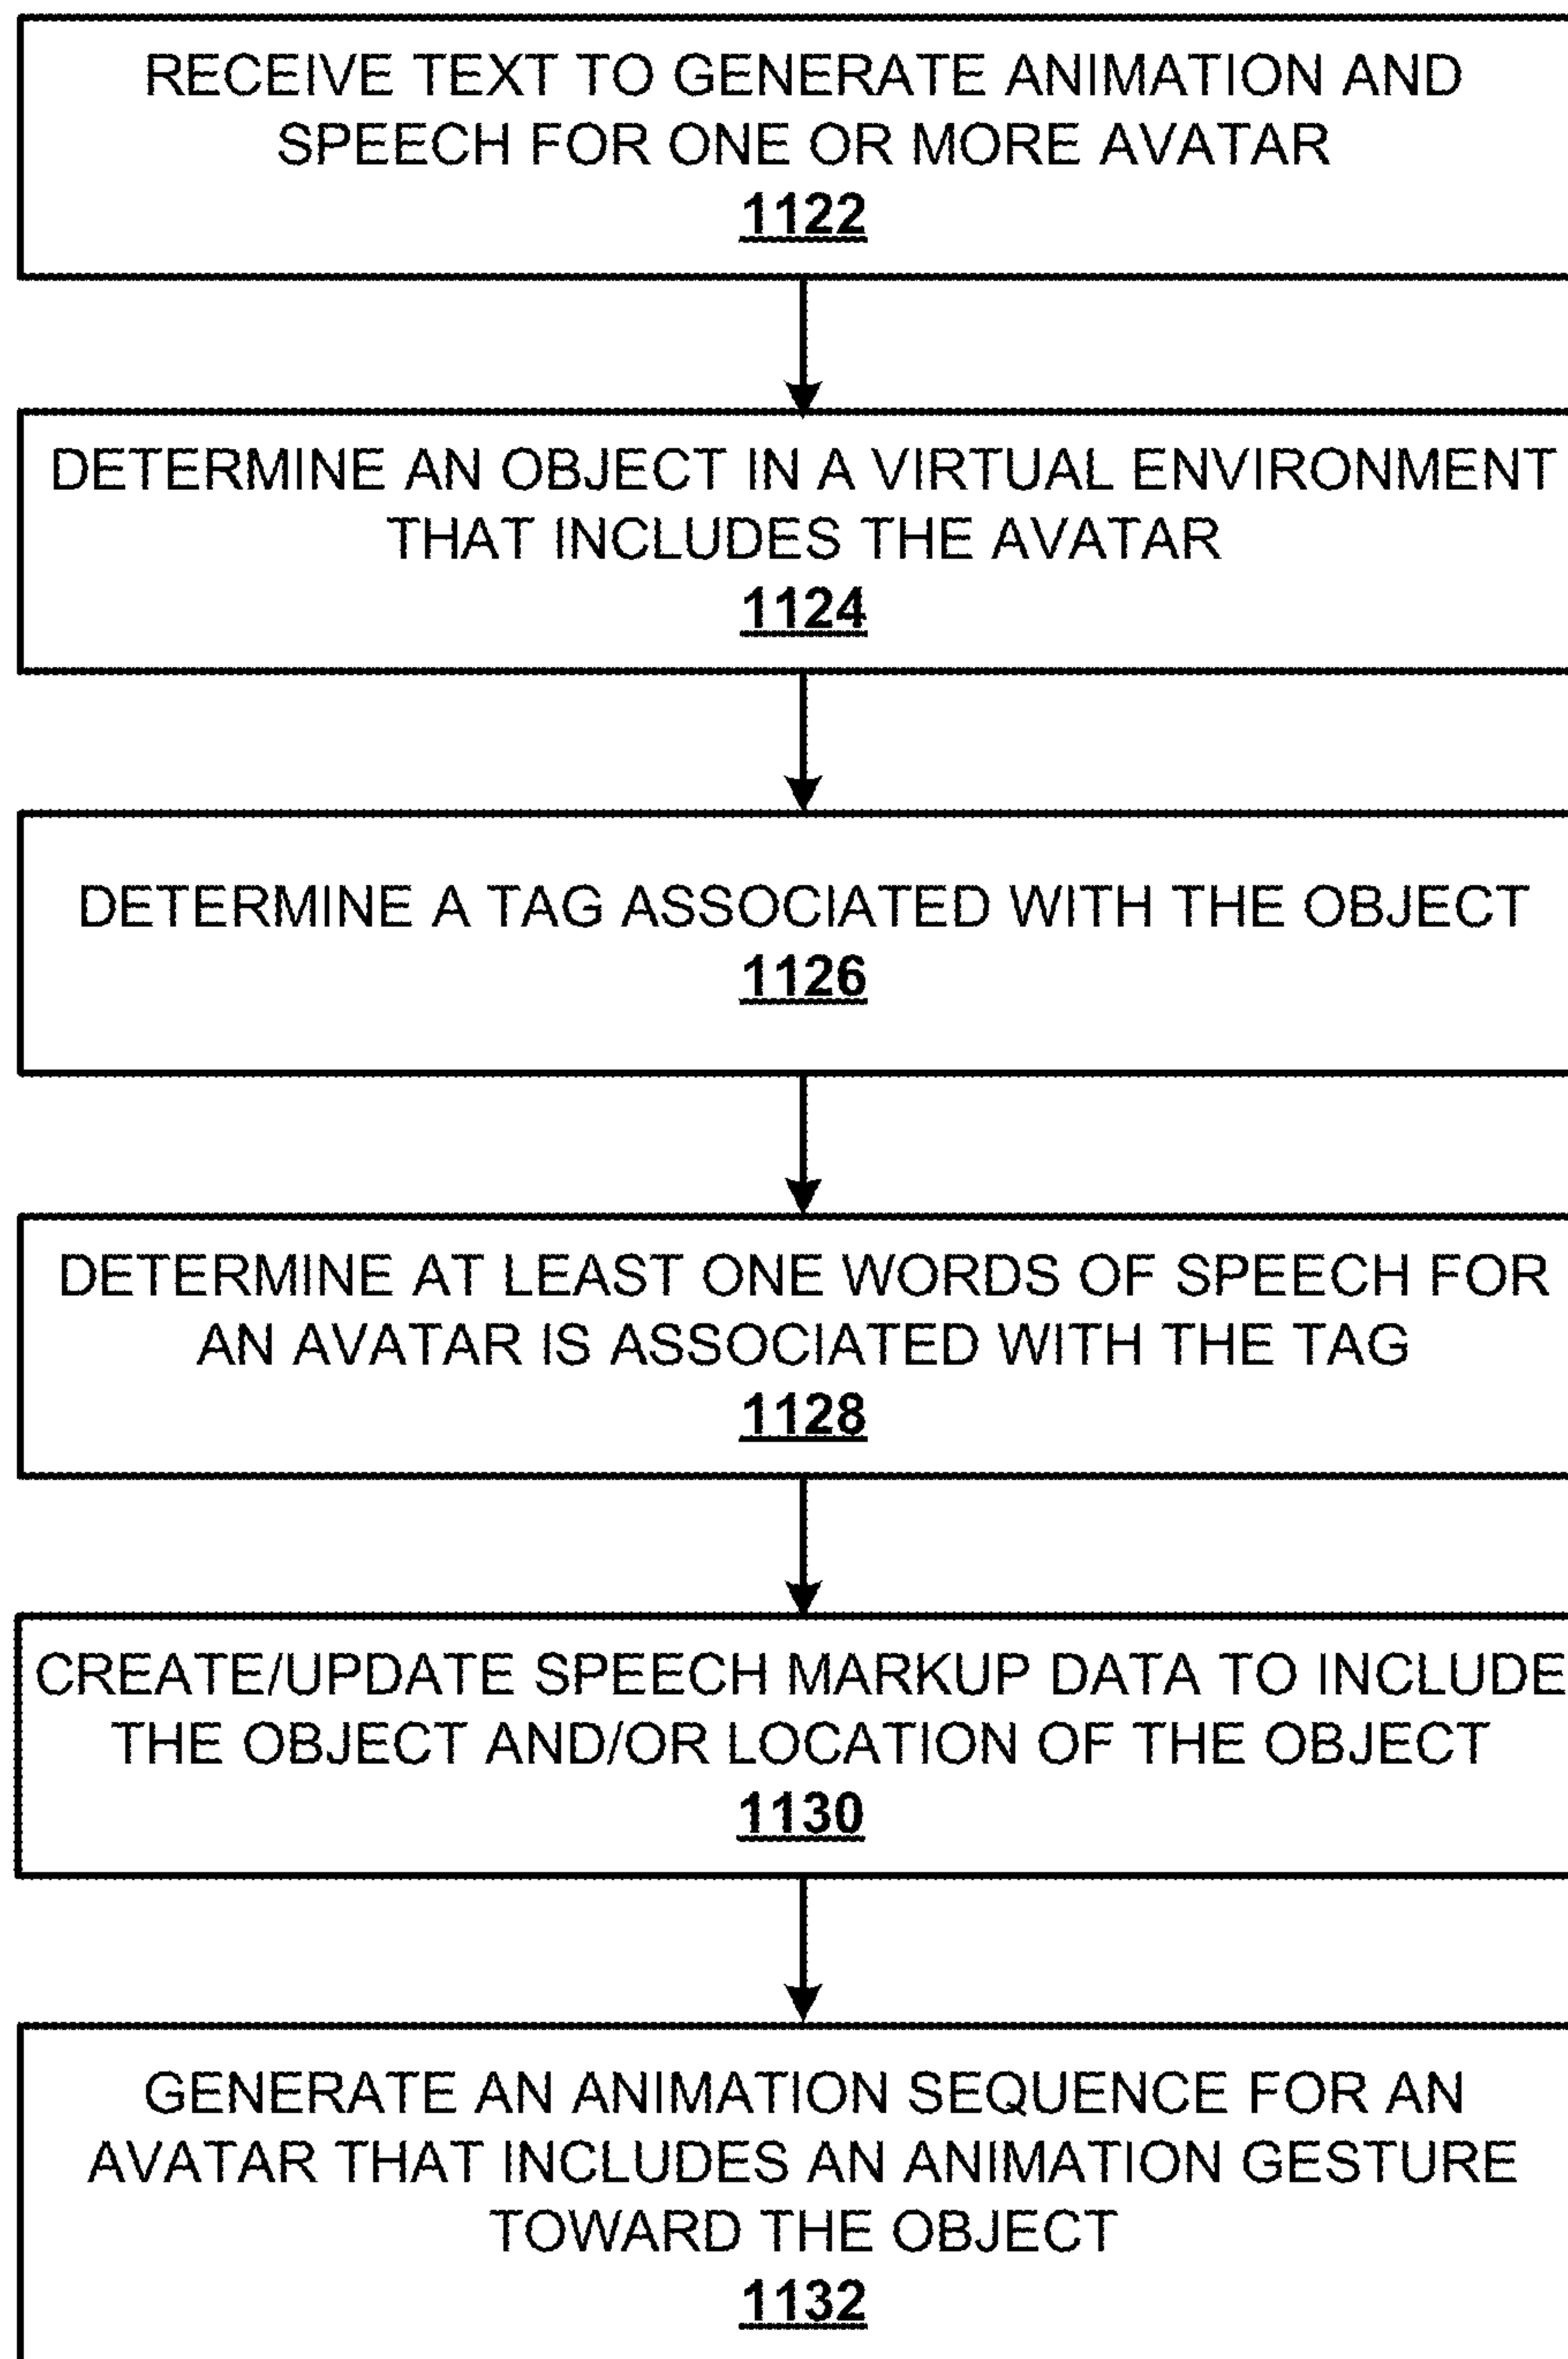 RECEIVE TEXT TO GENERATE ANIMATION AND
SPEECH FOR ONE OR MORE AVATAR
1122
DETERMINE AN OBJECT IN A VIRTUAL ENVIRONMENT
THAT INCLUDES THE AVATAR
1124
DETERMINE A TAG ASSOCIATED WITH THE OBJECT
1126
DETERMINE AT LEAST ONE WORDS OF SPEECH FOR
AN AVATAR IS ASSOCIATED WITH THE TAG
1128
CREATE/UPDATE SPEECH MARKUP DATA TO INCLUDE
THE OBJECT AND/OR LOCATION OF THE OBJECT
1130
GENERATE AN ANIMATION SEQUENCE FOR AN
AVATAR THAT INCLUDES AN ANIMATION GESTURE
TOWARD THE OBJECT
1132